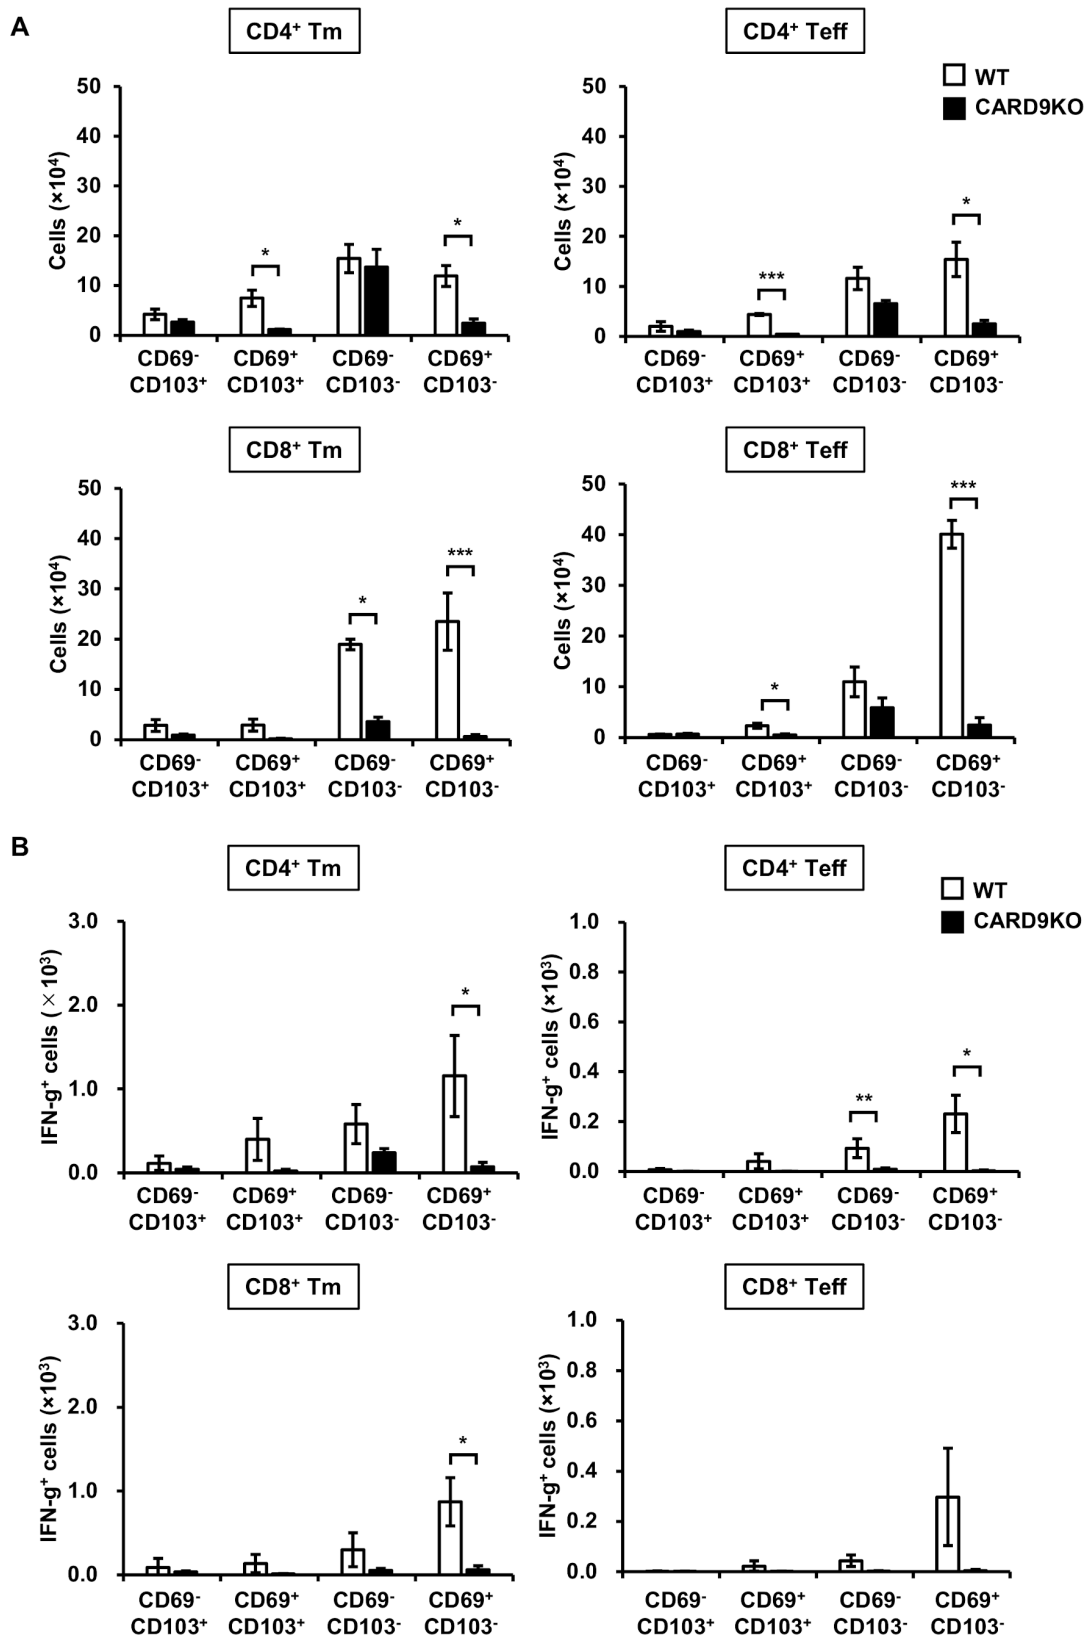 A
CD4⁺ Tm
CD4⁺ Teff
WT
CARD9KO
Cells (×10⁴)
50
40
30
20
10
0
*
*
CD69⁻ CD69⁺ CD69⁻ CD69⁺
CD103⁺ CD103⁺ CD103⁻ CD103⁻
Cells (×10⁴)
50
40
30
20
10
0
***
*
CD69⁻ CD69⁺ CD69⁻ CD69⁺
CD103⁺ CD103⁺ CD103⁻ CD103⁻
CD8⁺ Tm
CD8⁺ Teff
Cells (×10⁴)
50
40
30
20
10
0
*
***
CD69⁻ CD69⁺ CD69⁻ CD69⁺
CD103⁺ CD103⁺ CD103⁻ CD103⁻
Cells (×10⁴)
50
40
30
20
10
0
*
***
CD69⁻ CD69⁺ CD69⁻ CD69⁺
CD103⁺ CD103⁺ CD103⁻ CD103⁻
B
CD4⁺ Tm
CD4⁺ Teff
WT
CARD9KO
IFN-g⁺ cells (×10³)
3.0
2.0
1.0
0.0
*
CD69⁻ CD69⁺ CD69⁻ CD69⁺
CD103⁺ CD103⁺ CD103⁻ CD103⁻
IFN-g⁺ cells (×10³)
1.0
0.8
0.6
0.4
0.2
0.0
**
*
CD69⁻ CD69⁺ CD69⁻ CD69⁺
CD103⁺ CD103⁺ CD103⁻ CD103⁻
CD8⁺ Tm
CD8⁺ Teff
IFN-g⁺ cells (×10³)
3.0
2.0
1.0
0.0
*
CD69⁻ CD69⁺ CD69⁻ CD69⁺
CD103⁺ CD103⁺ CD103⁻ CD103⁻
IFN-g⁺ cells (×10³)
1.0
0.8
0.6
0.4
0.2
0.0
CD69⁻ CD69⁺ CD69⁻ CD69⁺
CD103⁺ CD103⁺ CD103⁻ CD103⁻